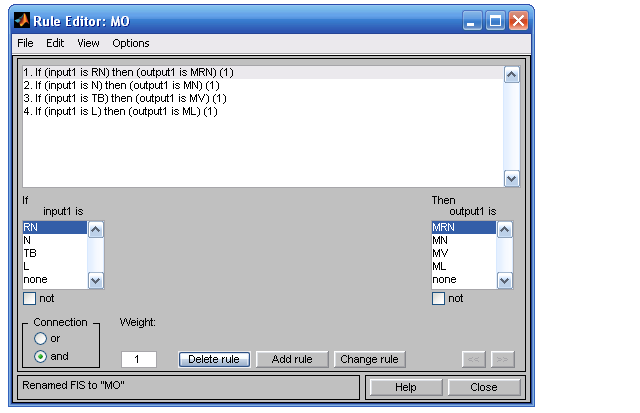 Rule Editor: MO
File Edit View Options
1. If (input1 is RN) then (output1 is MRN) (1)
2. If (input1 is N) then (output1 is MN) (1)
3. If (input1 is TB) then (output1 is MV) (1)
4. If (input1 is L) then (output1 is ML) (1)
If
input1 is
RN
N
TB
L
none
not
Then
output1 is
MRN
MN
MV
ML
none
not
Connection
or
and
Weight:
1
Delete rule Add rule Change rule << >>
Renamed FIS to "MO"
Help Close